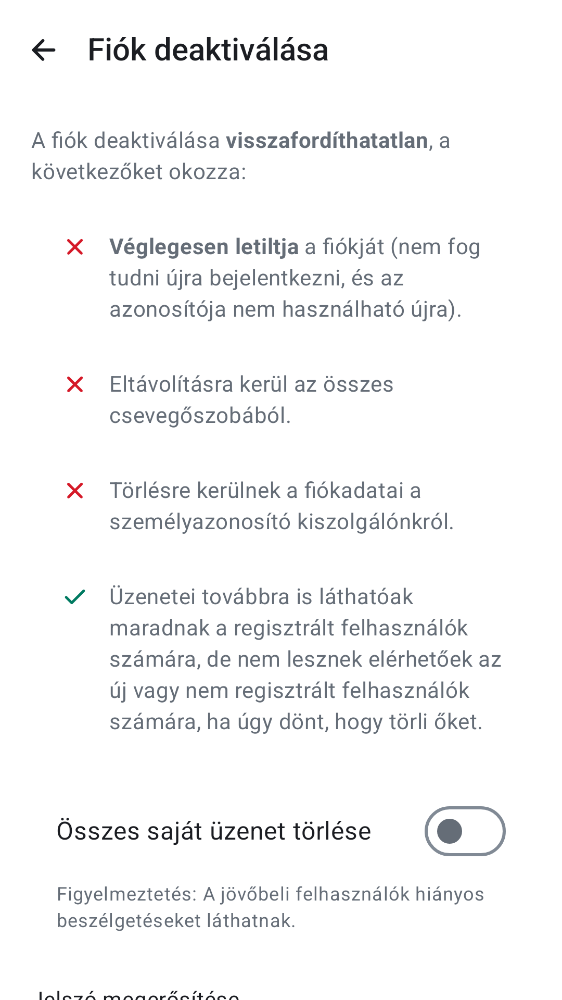 Fiók deaktiválása
A fiók deaktiválása visszafordíthatatlan, a
következőket okozza:
Véglegesen letiltja a fiókját (nem fog
tudni újra bejelentkezni, és az
azonosítója nem használható újra).
Eltávolításra kerül az összes
csevegőszobából.
Törlésre kerülnek a fiókadatai a
személyazonosító kiszolgálónkról.
Üzenetei továbbra is láthatóak
maradnak a regisztrált felhasználók
számára, de nem lesznek elérhetőek az
új vagy nem regisztrált felhasználók
számára, ha úgy dönt, hogy törli őket.
Összes saját üzenet törlése
Figyelmeztetés: A jövőbeli felhasználók hiányos
beszélgetéseket láthatnak.
Jelszó megerősítése